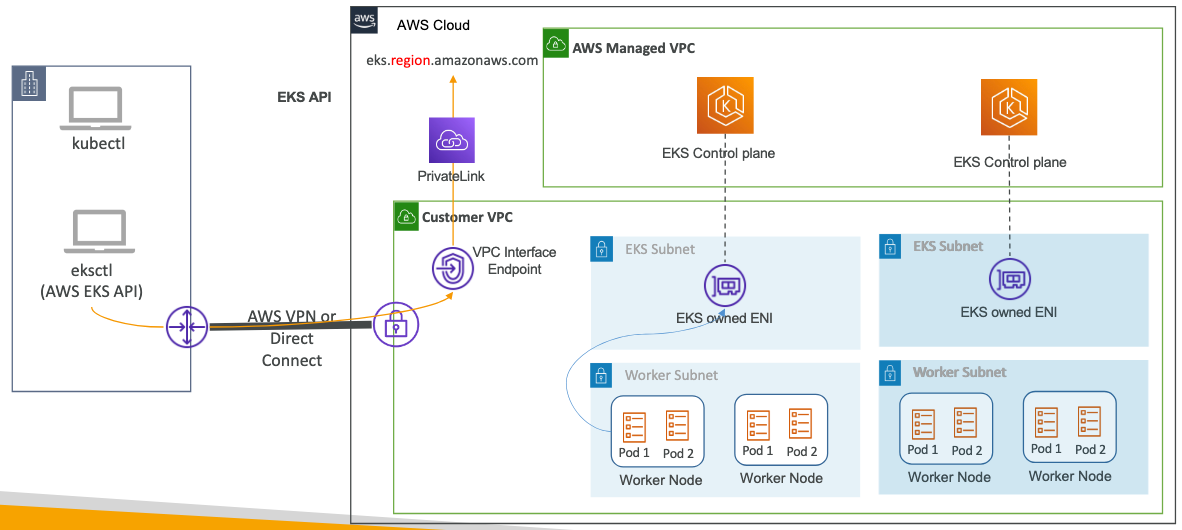 aws
AWS Cloud
eks.region.amazonaws.com
AWS Managed VPC
EKS API
kubectl
EKS Control plane
EKS Control plane
PrivateLink
Customer VPC
VPC Interface
Endpoint
EKS Subnet
EKS Subnet
eksctl
(AWS EKS API)
AWS VPN or
Direct
Connect
EKS owned ENI
EKS owned ENI
Worker Subnet
Worker Subnet
Pod 1
Pod 2
Pod 1
Pod 2
Pod 1
Pod 2
Pod 1
Pod 2
Worker Node
Worker Node
Worker Node
Worker Node